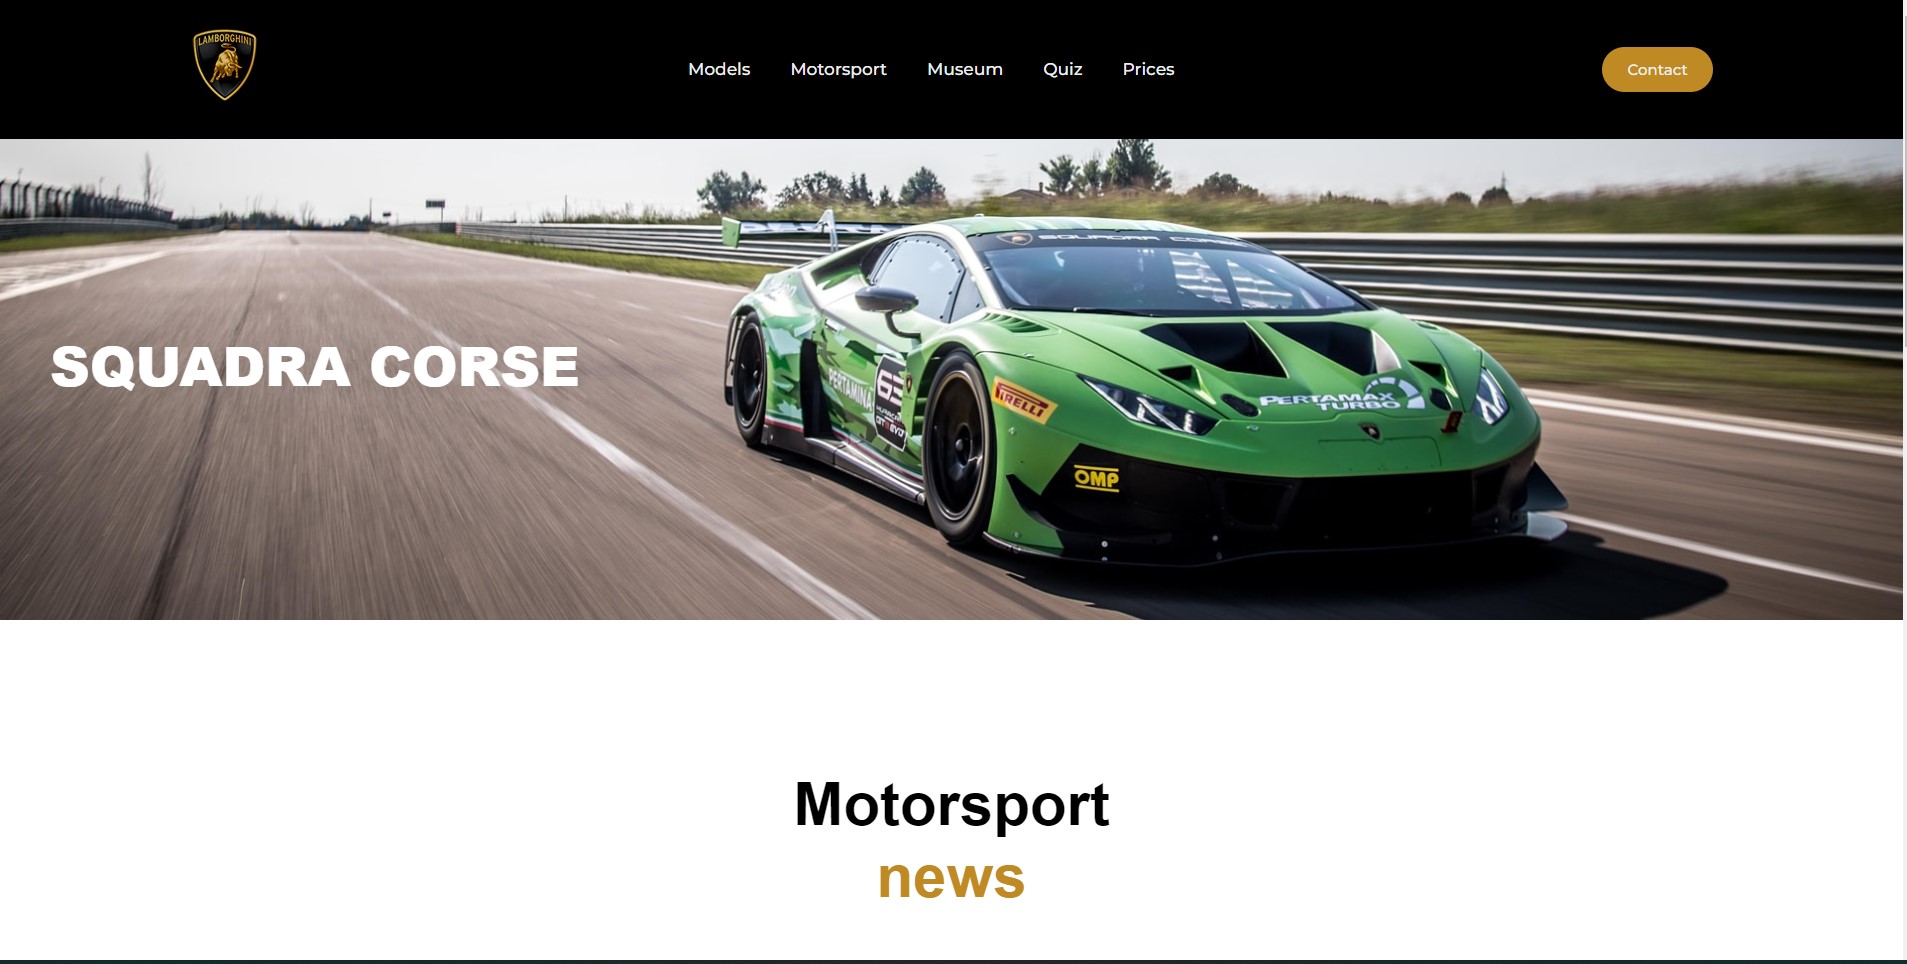 LAMBORGHINI
Models
Motorsport
Museum
Quiz
Prices
Contact
SQUADRA CORSE
SQUADRA CORSE
PERTAMINA
63
HURACÁN
GT3 EVO
PIRELLI
PERTAMAX
TURBO
OMP
Motorsport
news